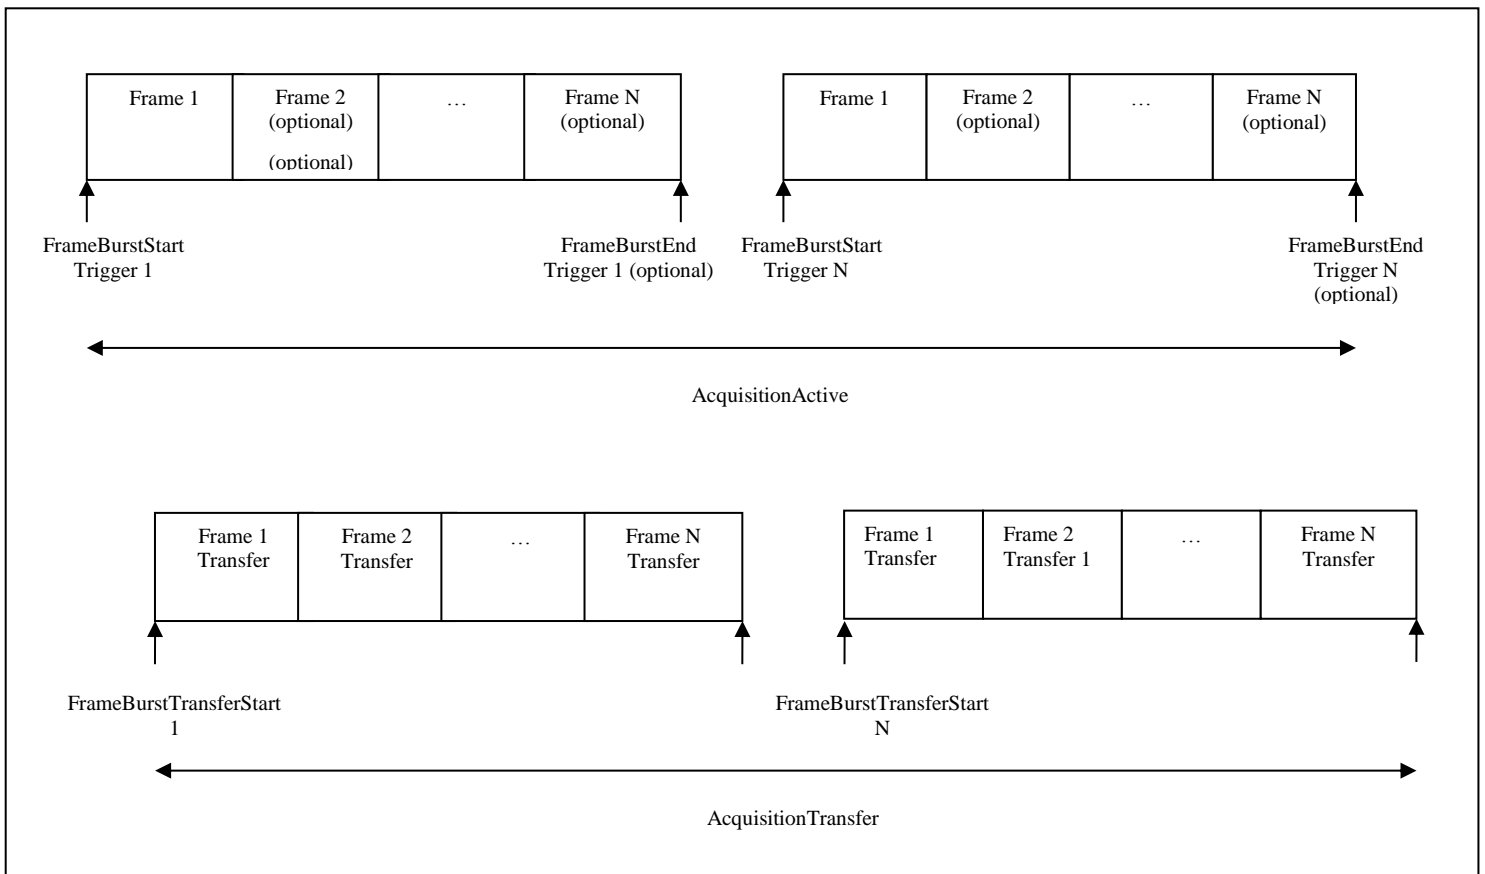 Frame 1
Frame 2
(optional)
(optional)
…
Frame N
(optional)
Frame 1
Frame 2
(optional)
…
Frame N
(optional)
FrameBurstStart
Trigger 1
FrameBurstEnd
Trigger 1 (optional)
FrameBurstStart
Trigger N
FrameBurstEnd
Trigger N
(optional)
AcquisitionActive
Frame 1
Transfer
Frame 2
Transfer
…
Frame N
Transfer
Frame 1
Transfer
Frame 2
Transfer 1
…
Frame N
Transfer
FrameBurstTransferStart
1
FrameBurstTransferStart
N
AcquisitionTransfer